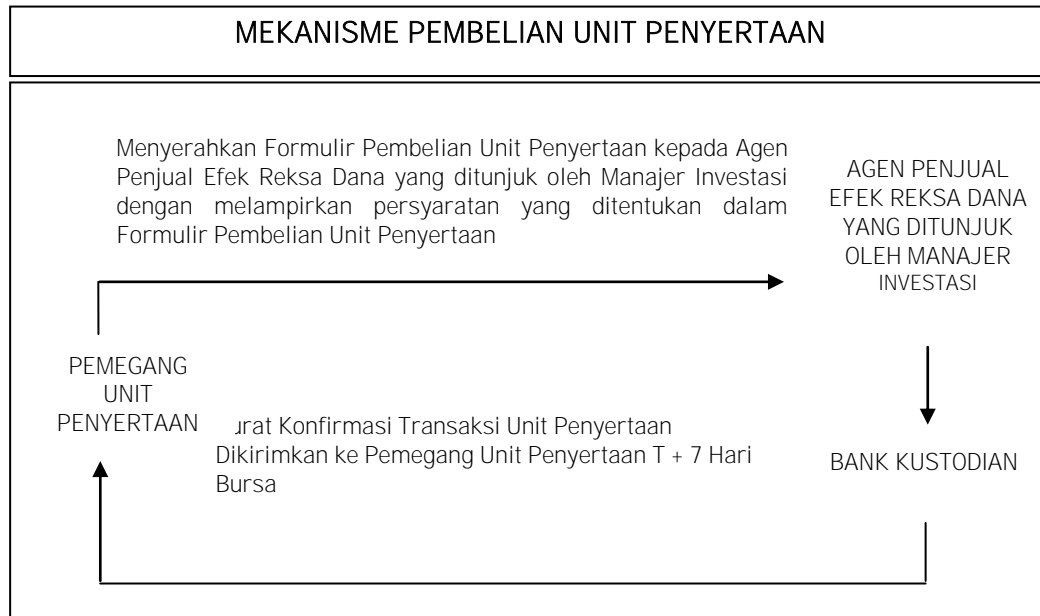 MEKANISME PEMBELIAN UNIT PENYERTAAN
Menyerahkan Formulir Pembelian Unit Penyertaan kepada Agen
Penjual Efek Reksa Dana yang ditunjuk oleh Manajer Investasi
dengan melampirkan persyaratan yang ditentukan dalam
Formulir Pembelian Unit Penyertaan
AGEN PENJUAL
EFEK REKSA DANA
YANG DITUNJUK
OLEH MANAJER
INVESTASI
PEMEGANG
UNIT
PENYERTAAN
Konfirmasi Transaksi Unit Penyertaan
Dikirimkan ke Pemegang Unit Penyertaan T + 7 Hari
Bursa
BANK KUSTODIAN